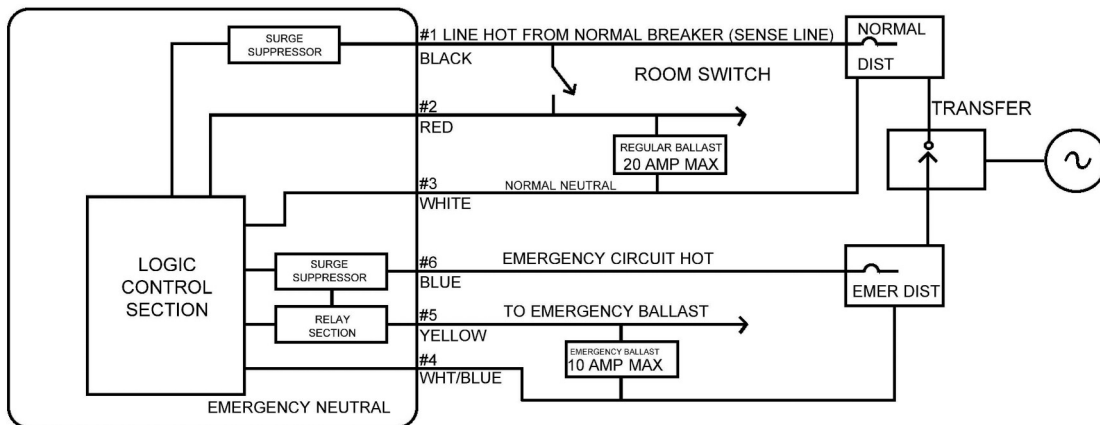 SURGE
SUPPRESSOR
#1 LINE HOT FROM NORMAL BREAKER (SENSE LINE)
BLACK
NORMAL
DIST
ROOM SWITCH
#2
RED
TRANSFER
REGULAR BALLAST
20 AMP MAX
#3
NORMAL NEUTRAL
WHITE
LOGIC
CONTROL
SECTION
SURGE
SUPPRESSOR
#6
EMERGENCY CIRCUIT HOT
BLUE
EMER DIST
RELAY
SECTION
#5
TO EMERGENCY BALLAST
YELLOW
EMERGENCY BALLAST
10 AMP MAX
#4
WHT/BLUE
EMERGENCY NEUTRAL